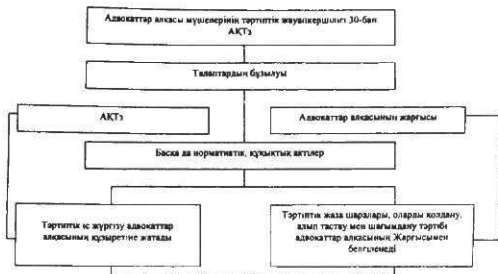 Адвокаттар алқасы мүшелерінің тәртіптік жауапкершілігі 30-бап
АҚТз
Талаптардың бұзылуы
АҚТз
Адвокаттар алқасының жарғысы
Басқа да нормативтік, құқықтық актілер
Тәртіптік іс жүргізу адвокаттар
алқасының құзыретіне жатады
Тәртіптік жаза шаралары, оларды қолдану,
алып тастау мен шағымдану тәртібі
адвокаттар алқасының Жарғысымен
белгіленеді